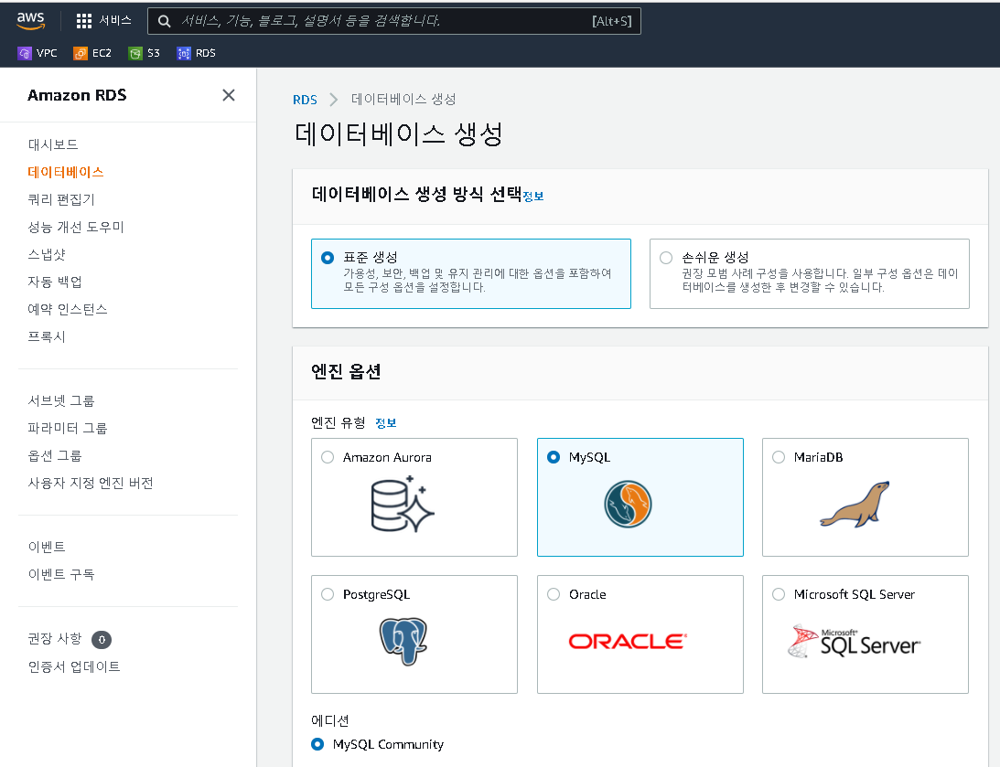 aws
서비스
서비스, 기능, 블로그, 설명서 등을 검색합니다.
[Alt+S]
VPC
EC2
S3
RDS
Amazon RDS
대시보드
데이터베이스
쿼리 편집기
성능 개선 도우미
스냅샷
자동 백업
예약 인스턴스
프록시
서브넷 그룹
파라미터 그룹
옵션 그룹
사용자 지정 엔진 버전
이벤트
이벤트 구독
권장 사항 0
인증서 업데이트
RDS
데이터베이스 생성
데이터베이스 생성
데이터베이스 생성 방식 선택정보
표준 생성
가용성, 보안, 백업 및 유지 관리에 대한 옵션을 포함하여
모든 구성 옵션을 설정합니다.
손쉬운 생성
권장 모범 사례 구성을 사용합니다. 일부 구성 옵션은 데이
터베이스를 생성한 후 변경할 수 있습니다.
엔진 옵션
엔진 유형 정보
Amazon Aurora
MySQL
MariaDB
PostgreSQL
Oracle
ORACLE
Microsoft SQL Server
Microsoft®
SQL Server
에디션
MySQL Community